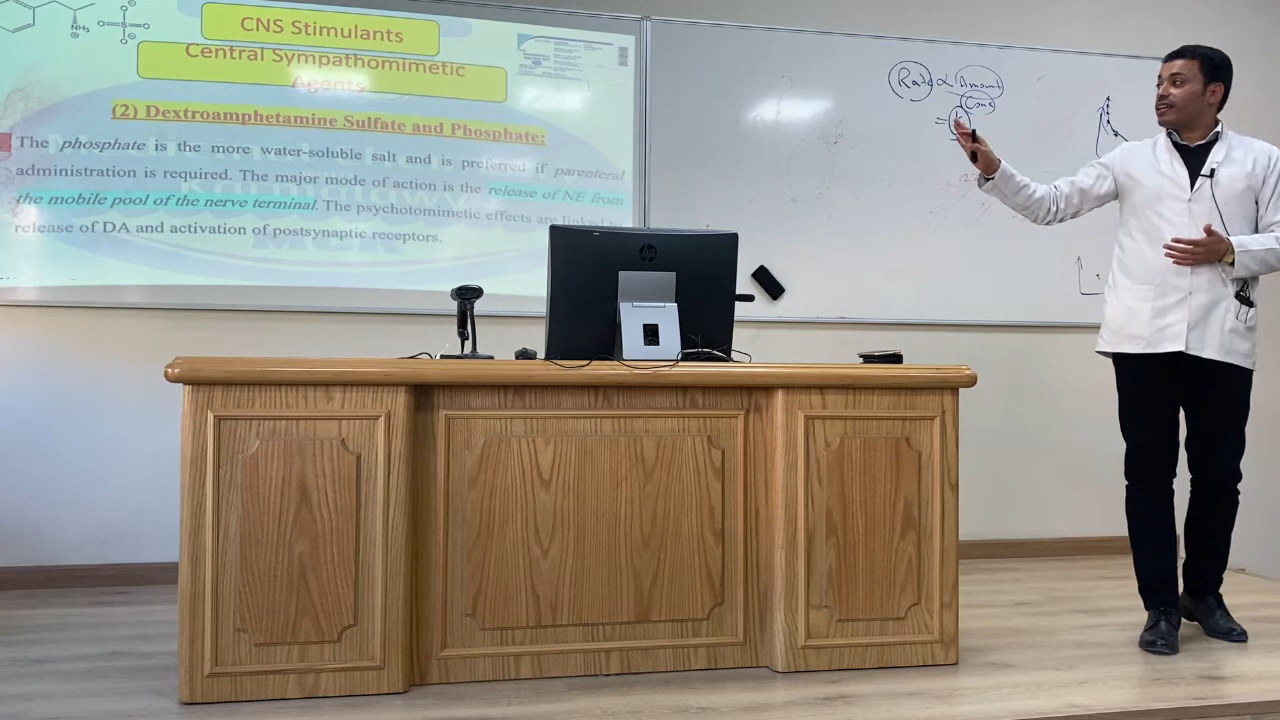 CNS Stimulants
Central Sympathomimetic
Agents
(2) Dextroamphetamine Sulfate and Phosphate:
The phosphate is the more water-soluble salt and is preferred if parenteral
administration is required. The major mode of action is the release of NE from
the mobile pool of the nerve terminal. The psychotomimetic effects are linked to
release of DA and activation of postsynaptic receptors.
NH₃
Rate ∝ Amount
Conc
= K
hp